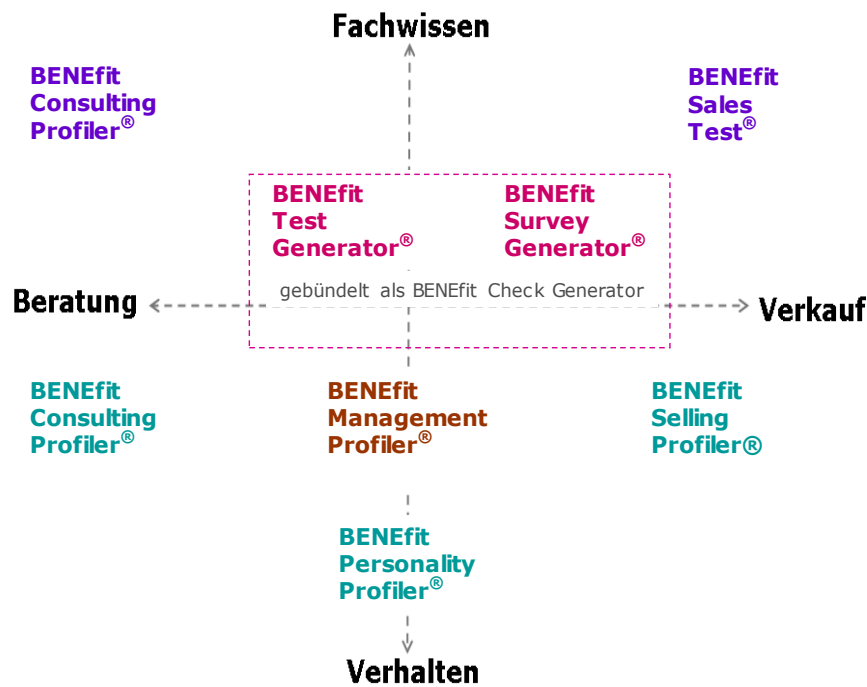 Fachwissen
BENEfit
Consulting
Profiler®
BENEfit
Sales
Test®
BENEfit
Test
Generator®
BENEfit
Survey
Generator®
gebündelt als BENEfit Check Generator
Beratung
Verkauf
BENEfit
Consulting
Profiler®
BENEfit
Management
Profiler®
BENEfit
Selling
Profiler®
BENEfit
Personality
Profiler®
Verhalten